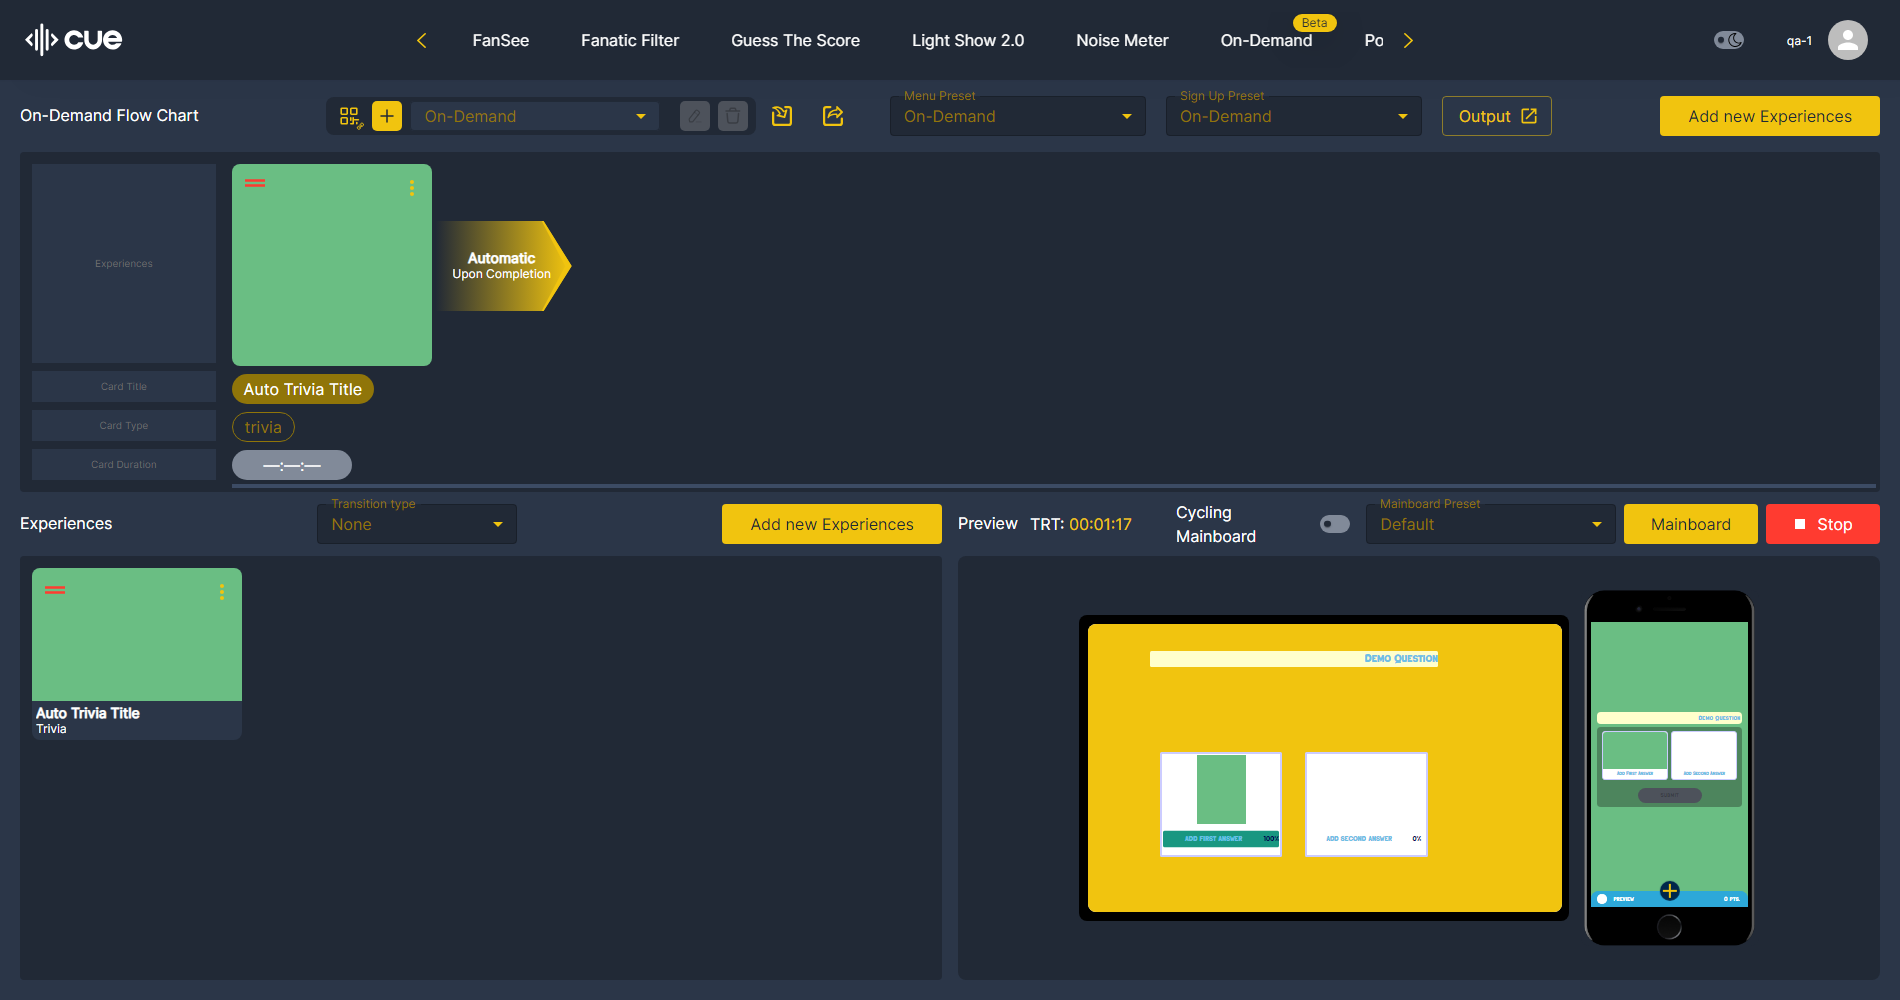 cue
FanSee
Fanatic Filter
Guess The Score
Light Show 2.0
Noise Meter
Beta
On-Demand
Po
qa-1
On-Demand Flow Chart
On-Demand
Menu Preset
On-Demand
Sign Up Preset
On-Demand
Output
Add new Experiences
Experiences
Automatic
Upon Completion
Card Title
Auto Trivia Title
Card Type
trivia
Card Duration
—:—:—
Experiences
Transition type
None
Add new Experiences
Preview
TRT: 00:01:17
Cycling
Mainboard
Mainboard Preset
Default
Mainboard
Stop
Auto Trivia Title
Trivia
Demo Question
ADD FIRST ANSWER
100%
ADD SECOND ANSWER
0%
Demo Question
Add First Answer
Add Second Answer
PREVIEW
0 PTS.